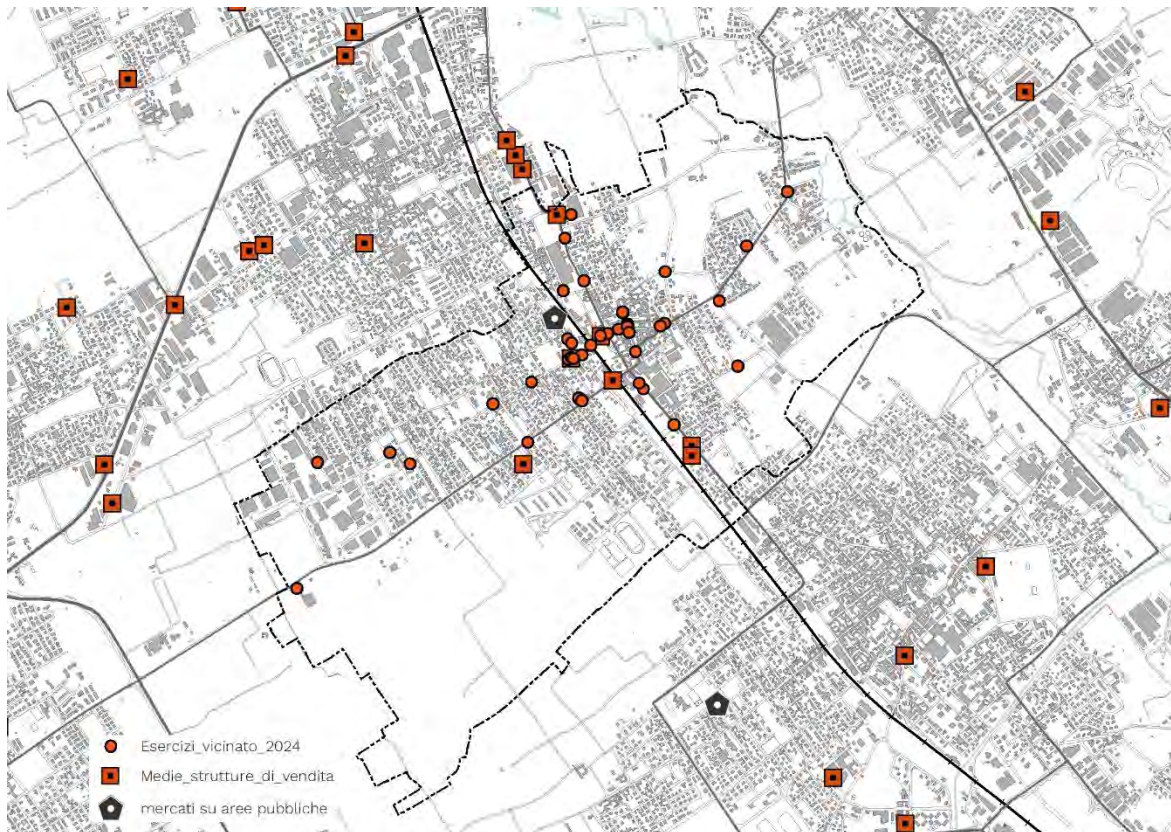 Esercizi_vicinato_2024
Medie_strutture_di_vendita
mercati su aree pubbliche